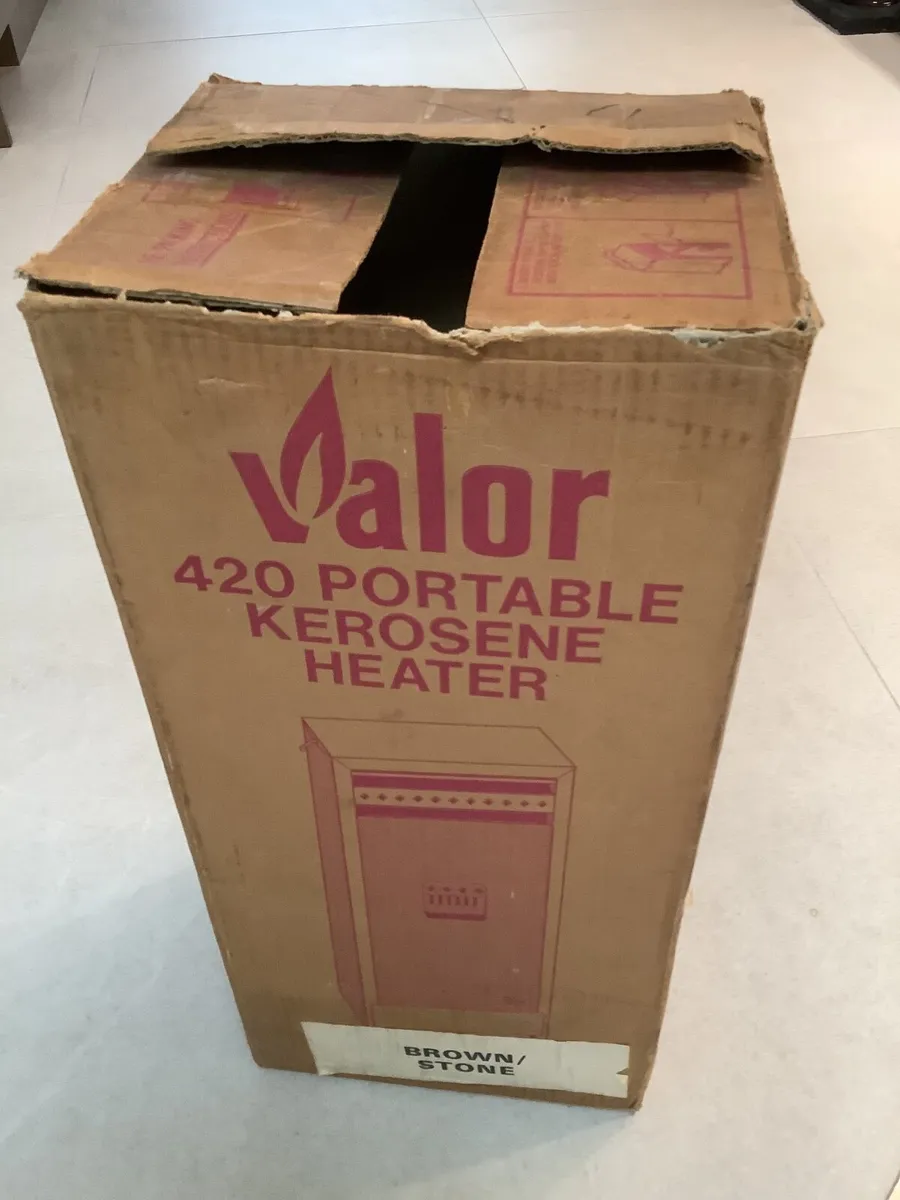 Valor
420 PORTABLE
KEROSENE
HEATER
BROWN/
STONE